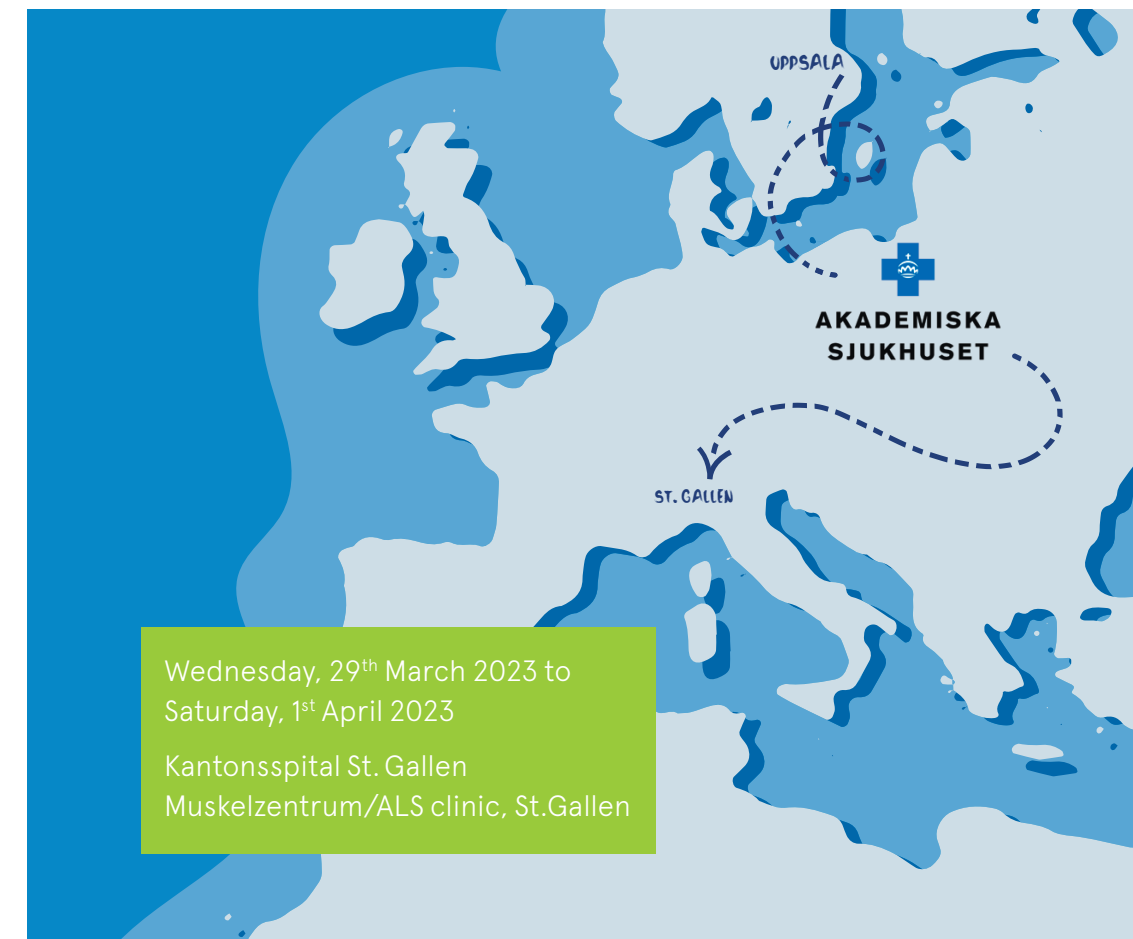 UPPSALA
AKADEMISKA
SJUKHUSET
ST. GALLEN
Wednesday, 29th March 2023 to
Saturday, 1st April 2023
Kantonsspital St. Gallen
Muskelzentrum/ALS clinic, St.Gallen